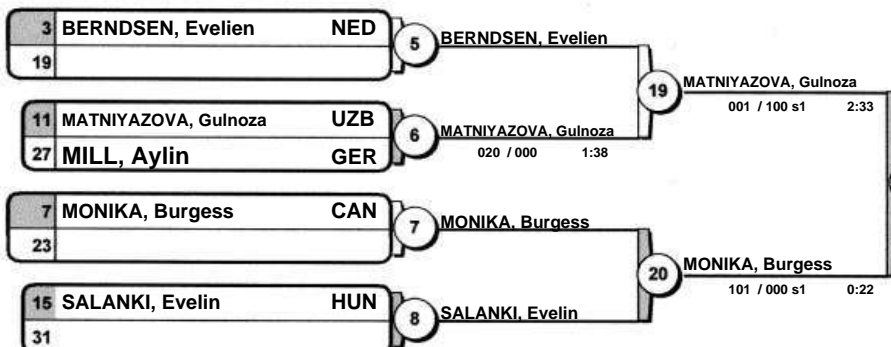 3 BERNDSEN, Evelien NED
19
5
BERNDSEN, Evelien
11 MATNIYAZOVA, Gulnoza UZB
27 MILL, Aylin GER
6
MATNIYAZOVA, Gulnoza
020 / 000 1:38
19
MATNIYAZOVA, Gulnoza
001 / 100 s1 2:33
7 MONIKA, Burgess CAN
23
7
MONIKA, Burgess
15 SALANKI, Evelin HUN
31
8
SALANKI, Evelin
20
MONIKA, Burgess
101 / 000 s1 0:22